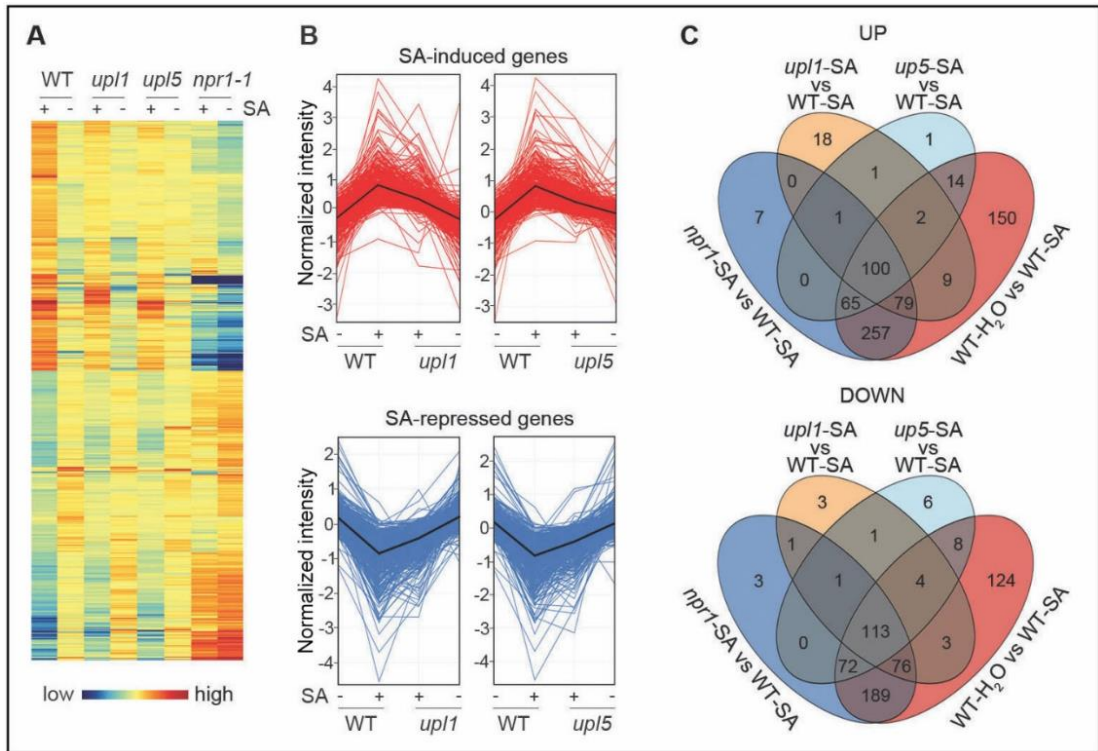 A
WT upl1 upl5 npr1-1
+ - + - + - + - SA
low high
B
SA-induced genes
Normalized intensity
4
3
2
1
0
-1
-2
-3
SA - + + - - + + -
WT upl1 WT upl5
SA-repressed genes
Normalized intensity
2
1
0
-1
-2
-3
-4
SA - + + - - + + -
WT upl1 WT upl5
C
UP
upl1-SA vs WT-SA
up5-SA vs WT-SA
npr1-SA vs WT-SA
WT-H₂O vs WT-SA
18 1
0 1 14
7 1 2 150
0 100 9
65 79
257
DOWN
upl1-SA vs WT-SA
up5-SA vs WT-SA
npr1-SA vs WT-SA
WT-H₂O vs WT-SA
3 6
1 1 8
3 1 4 124
0 113 3
72 76
189